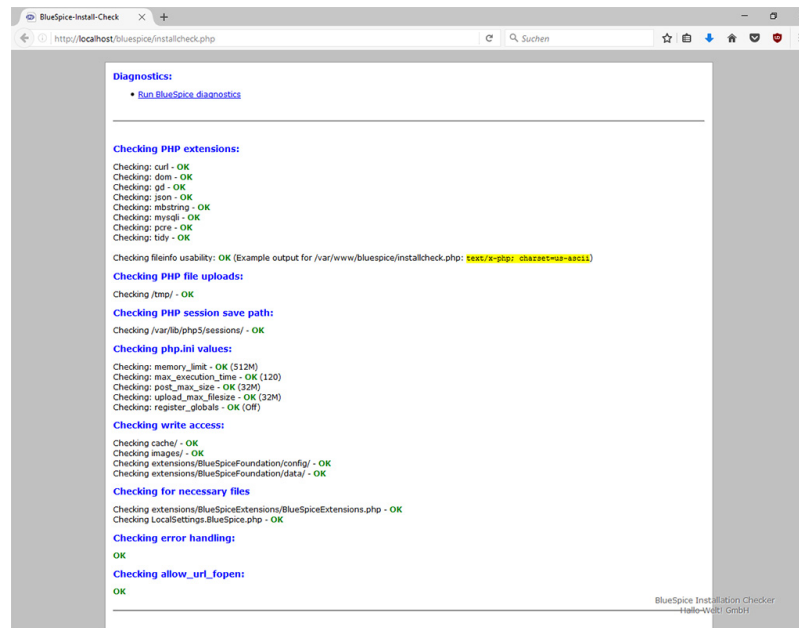 BlueSpice-Install-Check
http://localhost/bluespice/installcheck.php
Suchen
Diagnostics:
Run BlueSpice diagnostics
Checking PHP extensions:
Checking: curl - OK
Checking: dom - OK
Checking: gd - OK
Checking: json - OK
Checking: mbstring - OK
Checking: mysqli - OK
Checking: pcre - OK
Checking: tidy - OK
Checking fileinfo usability: OK (Example output for /var/www/bluespice/installcheck.php: text/x-php; charset=us-ascii)
Checking PHP file uploads:
Checking /tmp/ - OK
Checking PHP session save path:
Checking /var/lib/php5/sessions/ - OK
Checking php.ini values:
Checking: memory_limit - OK (512M)
Checking: max_execution_time - OK (120)
Checking: post_max_size - OK (32M)
Checking: upload_max_filesize - OK (32M)
Checking: register_globals - OK (Off)
Checking write access:
Checking cache/ - OK
Checking images/ - OK
Checking extensions/BlueSpiceFoundation/config/ - OK
Checking extensions/BlueSpiceFoundation/data/ - OK
Checking for necessary files
Checking extensions/BlueSpiceExtensions/BlueSpiceExtensions.php - OK
Checking LocalSettings.BlueSpice.php - OK
Checking error handling:
OK
Checking allow_url_fopen:
OK
BlueSpice Installation Checker
Hallo Welt! GmbH